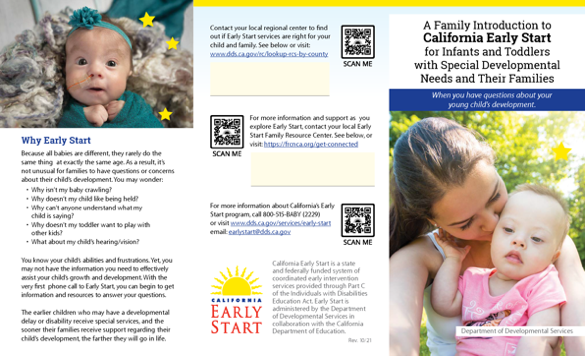 Why Early Start
Because all babies are different, they rarely do the
same thing at exactly the same age. As a result, it's
not unusual for families to have questions or concerns
about their child's development. You may wonder:
• Why isn't my baby crawling?
• Why doesn't my child like being held?
• Why can't anyone understand what my
child is saying?
• Why doesn't my toddler want to play with
other kids?
• What about my child's hearing/vision?
You know your child's abilities and frustrations. Yet, you
may not have the information you need to effectively
assist your child's growth and development. With the
very first phone call to Early Start, you can begin to get
information and resources to answer your questions.
The earlier children who may have a developmental
delay or disability receive special services, and the
sooner their families receive support regarding their
child's development, the farther they will go in life.
Contact your local regional center to find
out if Early Start services are right for your
child and family. See below or visit:
www.dds.ca.gov/rc/lookup-rcs-by-county
SCAN ME
For more information and support as you
explore Early Start, contact your local Early
Start Family Resource Center. See below, or
visit: https://frcnca.org/get-connected
SCAN ME
For more information about California's Early
Start program, call 800-515-BABY (2229)
or visit www.dds.ca.gov/services/early-start
email: earlystart@dds.ca.gov
SCAN ME
CALIFORNIA
EARLY
START
California Early Start is a state
and federally funded system of
coordinated early intervention
services provided through Part C
of the Individuals with Disabilities
Education Act. Early Start is
administered by the Department
of Developmental Services in
collaboration with the California
Department of Education.
Rev. 10/21
A Family Introduction to
California Early Start
for Infants and Toddlers
with Special Developmental
Needs and Their Families
When you have questions about your
young child's development.
Department of Developmental Services